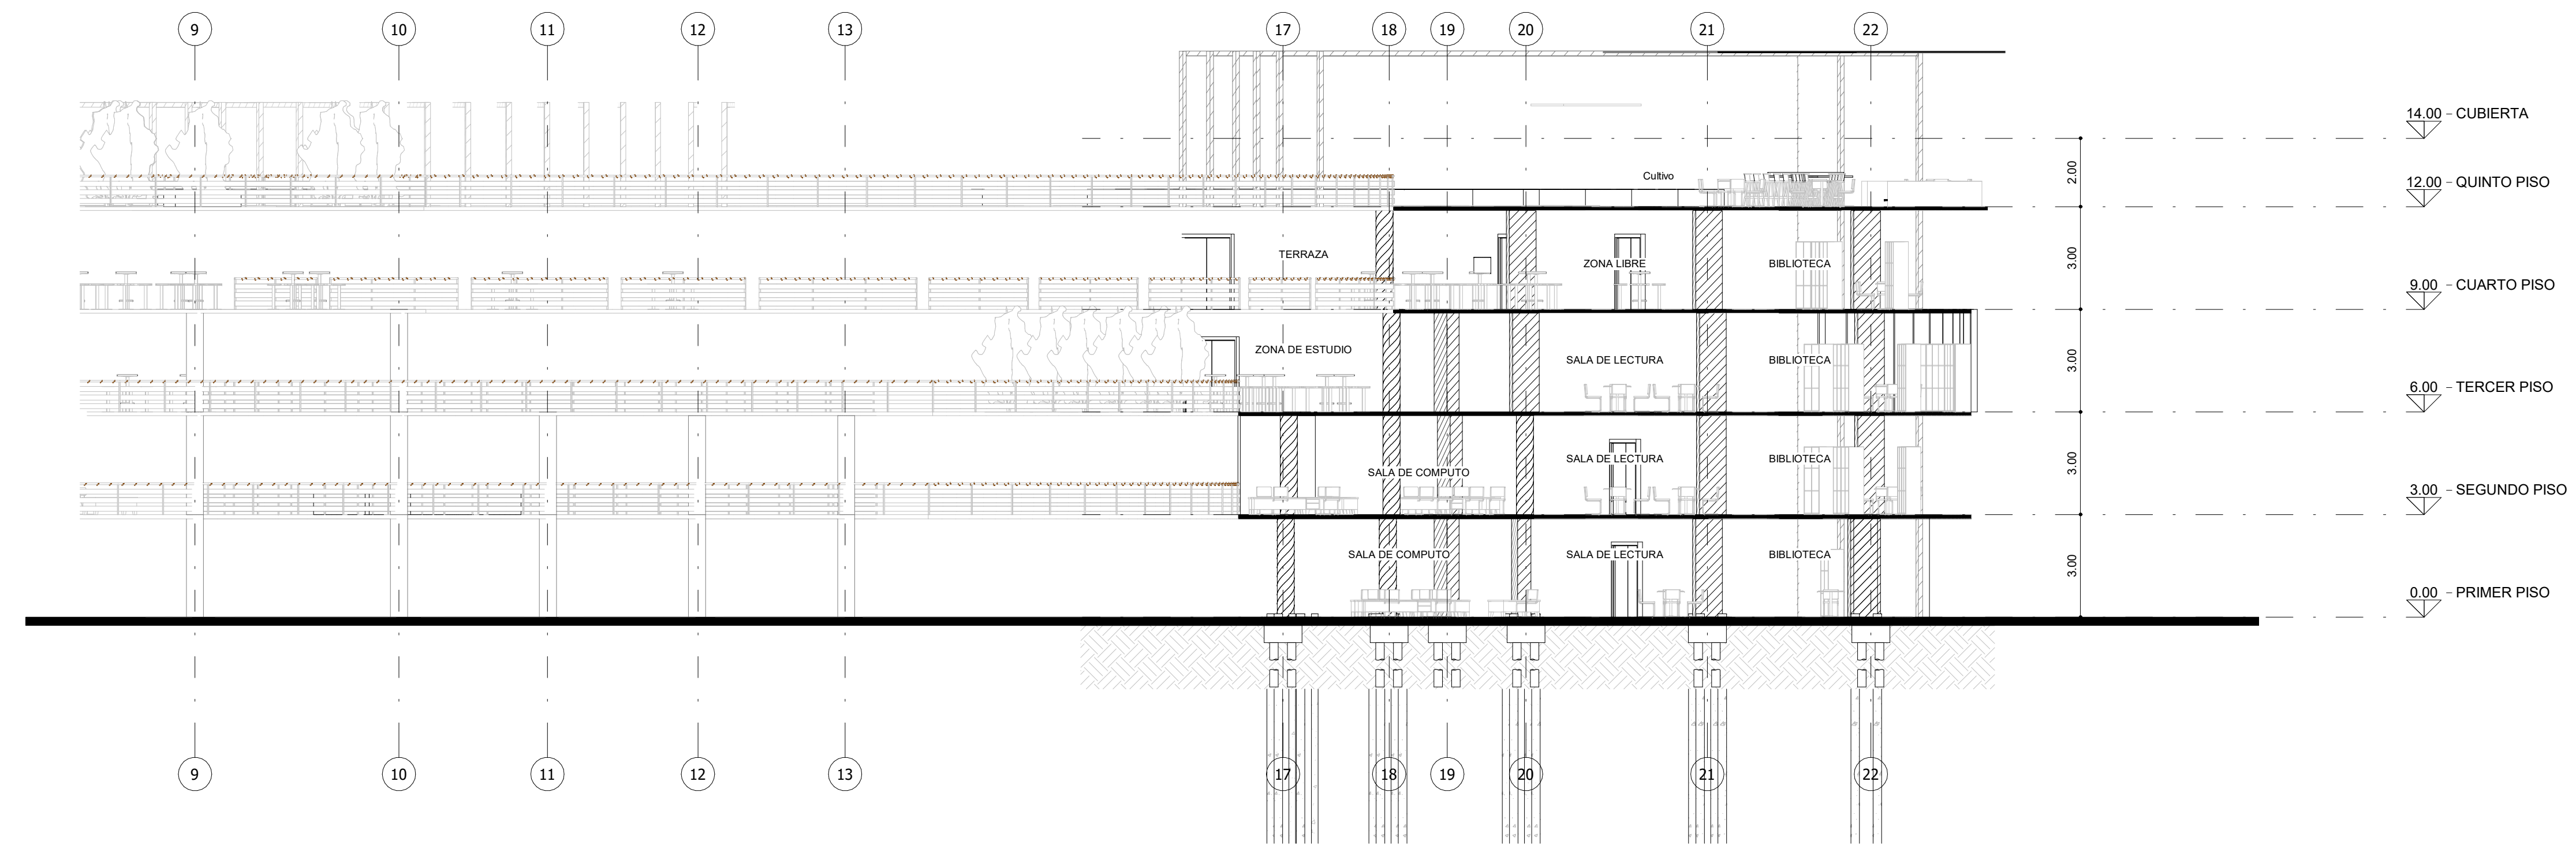 9 10 11 12 13 17 18 19 20 21 22
14.00 – CUBIERTA
2.00
Cultivo
12.00 – QUINTO PISO
TERRAZA
ZONA LIBRE
BIBLIOTECA
3.00
9.00 – CUARTO PISO
ZONA DE ESTUDIO
SALA DE LECTURA
BIBLIOTECA
3.00
6.00 – TERCER PISO
SALA DE COMPUTO
SALA DE LECTURA
BIBLIOTECA
3.00
3.00 – SEGUNDO PISO
SALA DE COMPUTO
SALA DE LECTURA
BIBLIOTECA
3.00
0.00 – PRIMER PISO
9 10 11 12 13 17 18 19 20 21 22